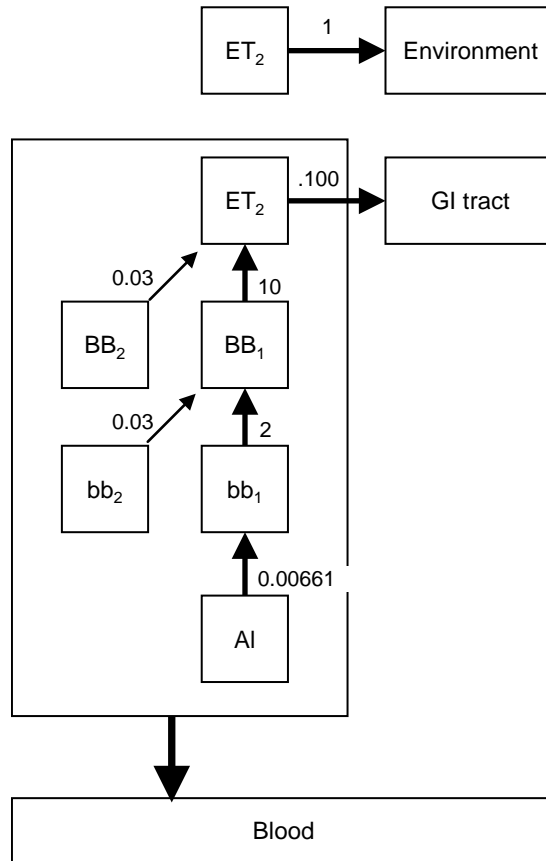 1
ET₂ Environment
.100
ET₂ GI tract
0.03
10
BB₂ BB₁
0.03
2
bb₂ bb₁
0.00661
AI
Blood